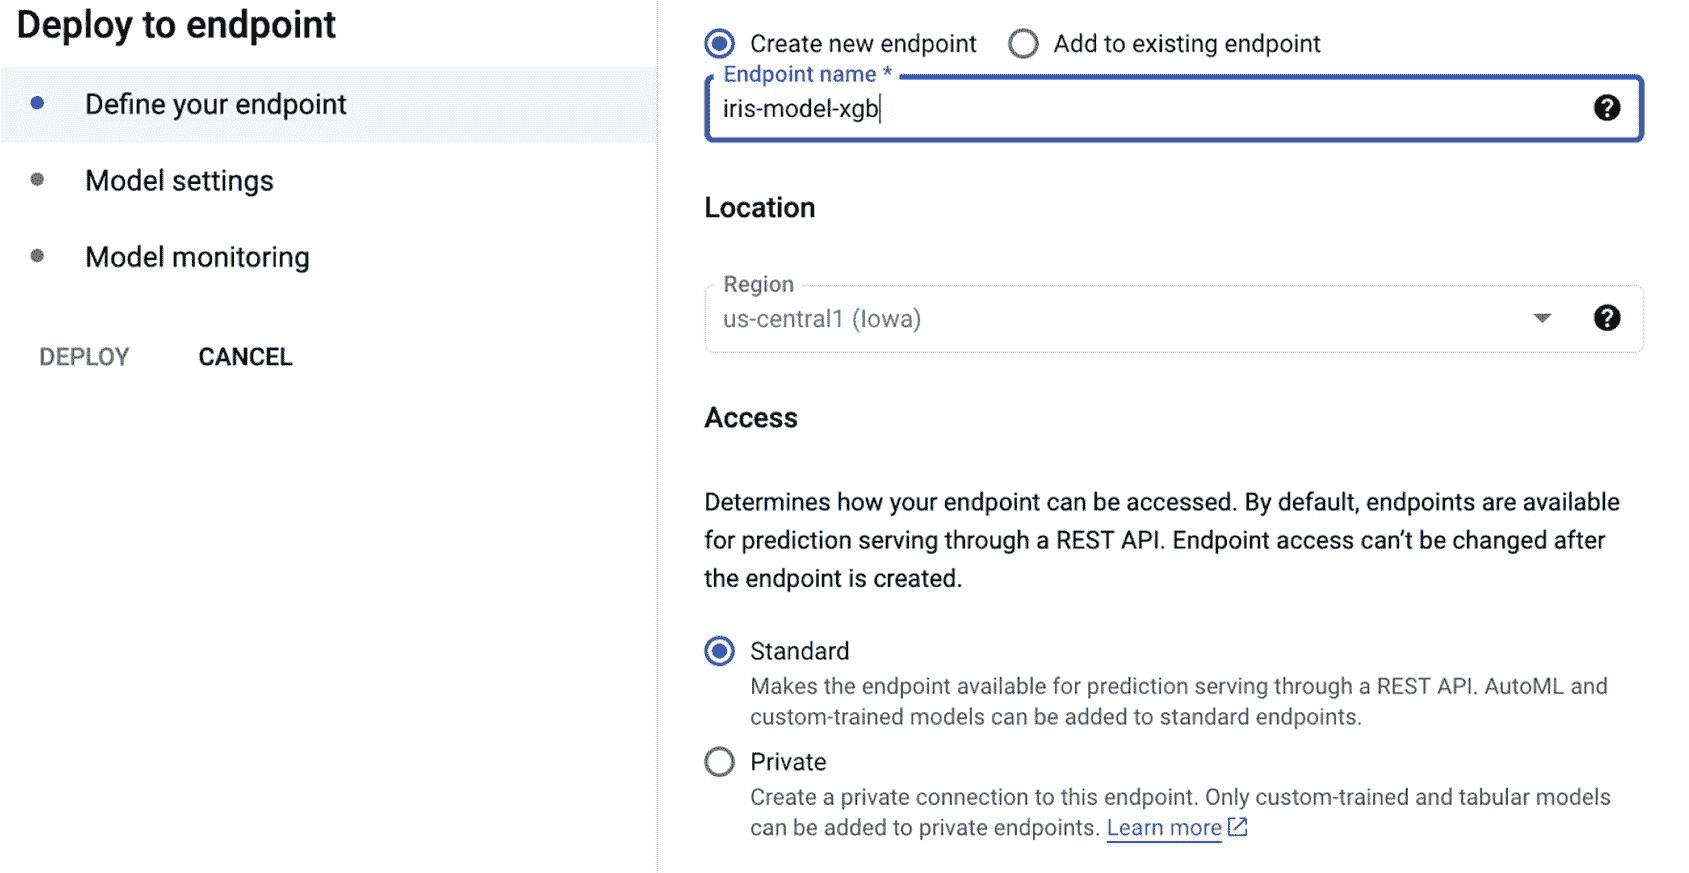 Deploy to endpoint
Define your endpoint
Model settings
Model monitoring
DEPLOY CANCEL
Create new endpoint Add to existing endpoint
Endpoint name *
iris-model-xgb
Location
Region
us-central1 (Iowa)
Access
Determines how your endpoint can be accessed. By default, endpoints are available
for prediction serving through a REST API. Endpoint access can’t be changed after
the endpoint is created.
Standard
Makes the endpoint available for prediction serving through a REST API. AutoML and
custom-trained models can be added to standard endpoints.
Private
Create a private connection to this endpoint. Only custom-trained and tabular models
can be added to private endpoints. Learn more